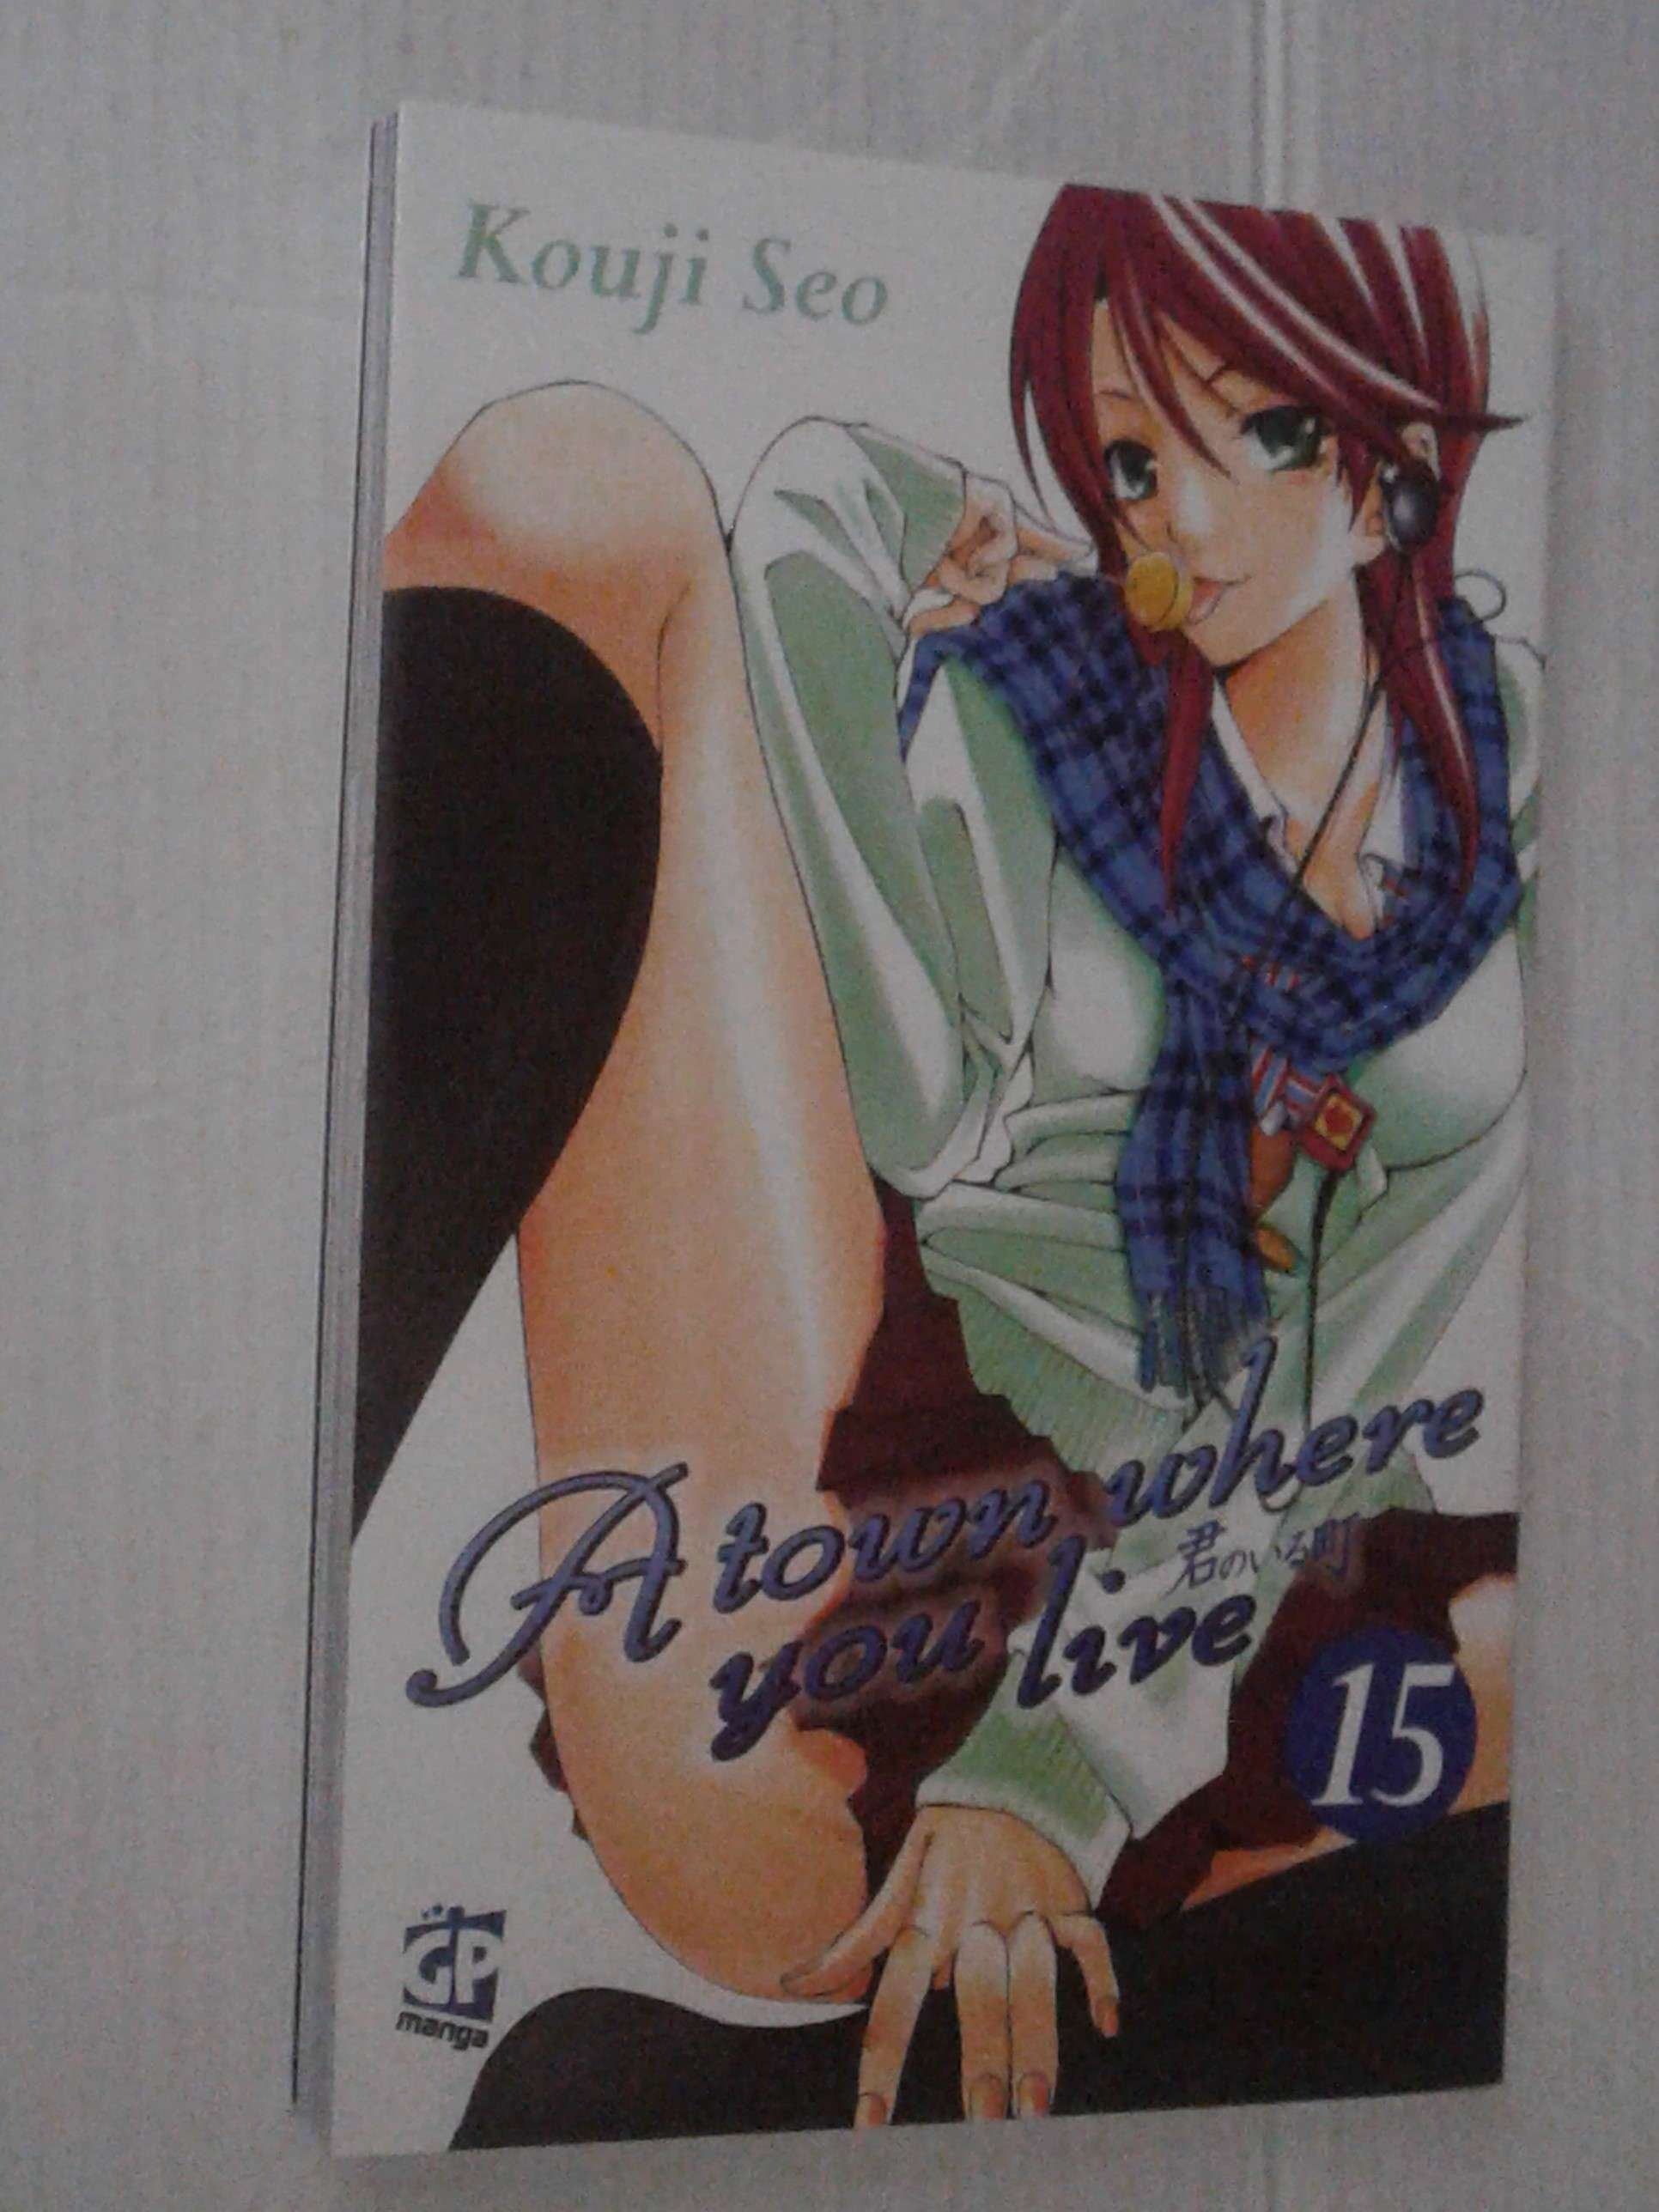 Kouji Seo
A town where
君のいる町
you live
15
GP
manga